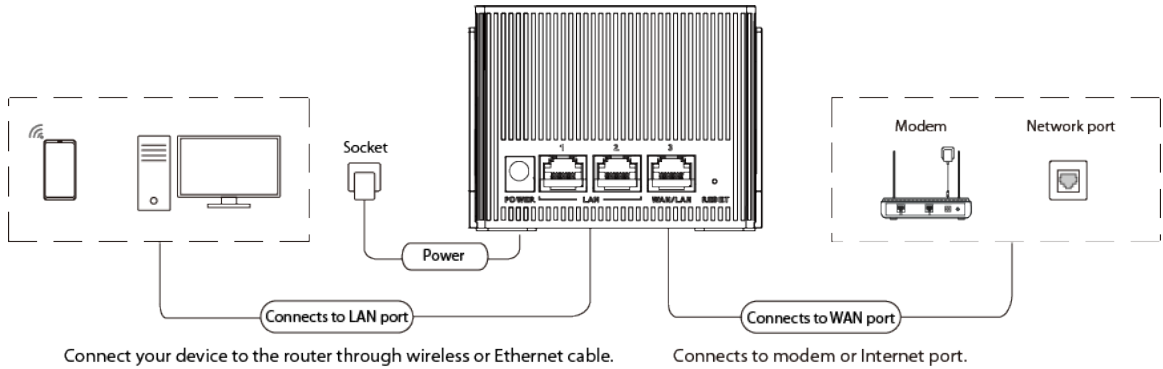 Socket
1 2 3
POWER LAN WAN/LAN RESET
Modem Network port
Power
Connects to LAN port
Connects to WAN port
Connect your device to the router through wireless or Ethernet cable.
Connects to modem or Internet port.